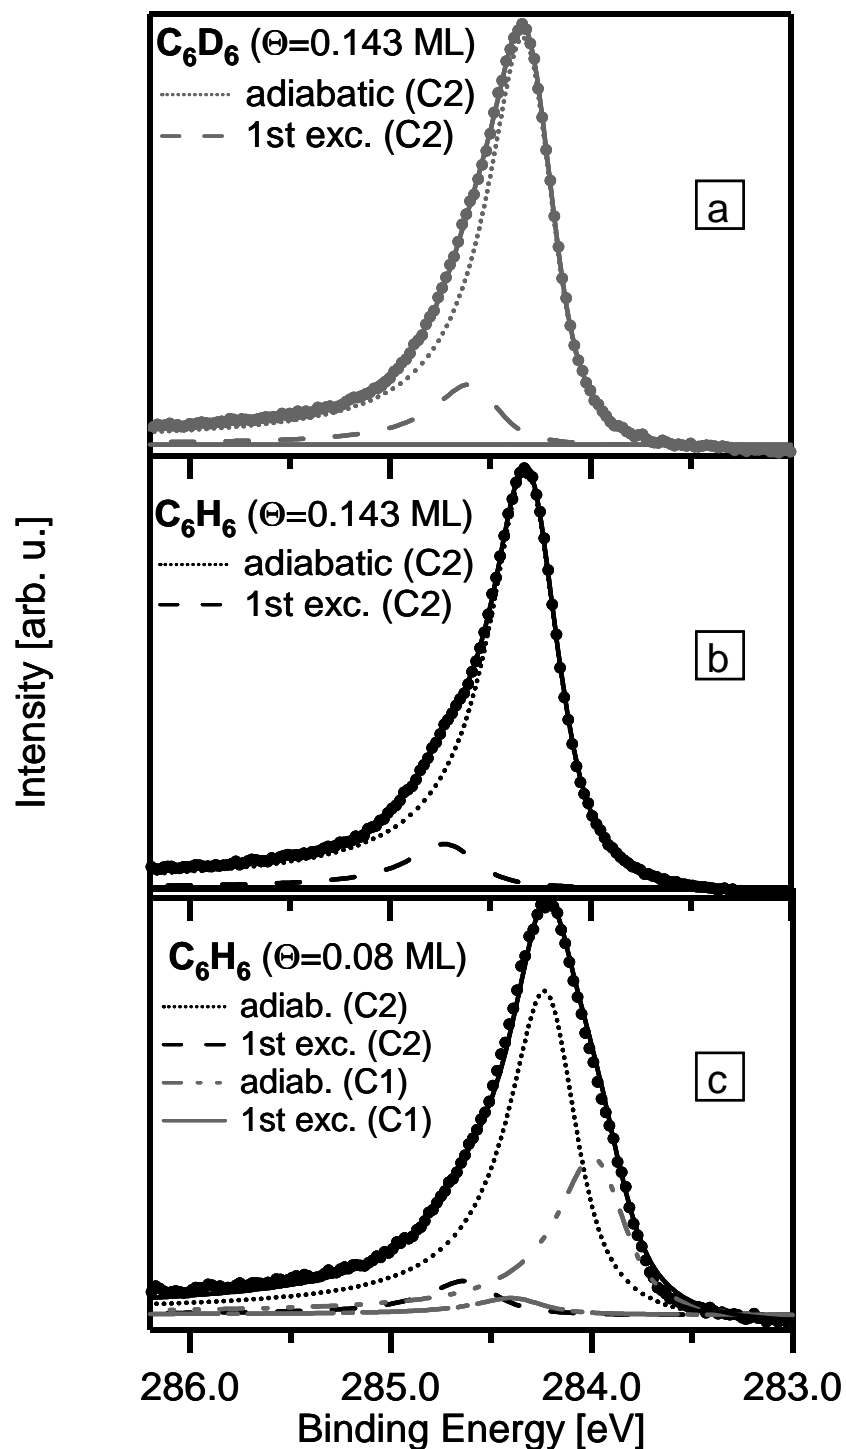 C6D6 (Θ=0.143 ML)
adiabatic (C2)
1st exc. (C2)
a
C6H6 (Θ=0.143 ML)
adiabatic (C2)
1st exc. (C2)
b
Intensity [arb. u.]
C6H6 (Θ=0.08 ML)
adiab. (C2)
1st exc. (C2)
adiab. (C1)
1st exc. (C1)
c
286.0 285.0 284.0 283.0
Binding Energy [eV]